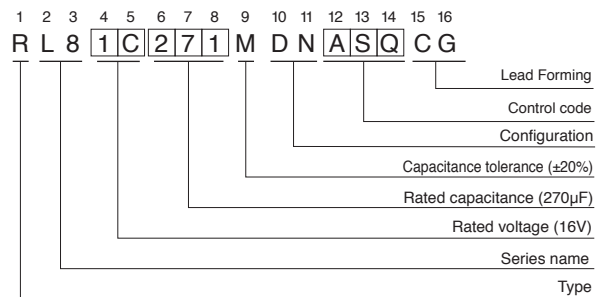 1 2 3 4 5 6 7 8 9 10 11 12 13 14 15 16
R L 8 1 C 2 7 1 M D N A S Q C G
Lead Forming
Control code
Configuration
Capacitance tolerance (±20%)
Rated capacitance (270µF)
Rated voltage (16V)
Series name
Type